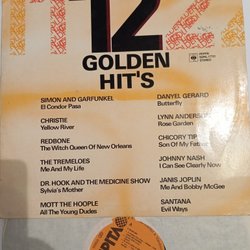 12
GOLDEN
HIT'S
SIMON AND GARFUNKEL
El Condor Pasa
CHRISTIE
Yellow River
REDBONE
The Witch Queen Of New Orleans
THE TREMELOES
Me And My Life
DR. HOOK AND THE MEDICINE SHOW
Sylvia's Mother
MOTT THE HOOPLE
All The Young Dudes
DANYEL GERARD
Butterfly
LYNN ANDERSON
Rose Garden
CHICORY TIP
Son Of My Father
JOHNNY NASH
I Can See Clearly Now
JANIS JOPLIN
Me And Bobby McGee
SANTANA
Evil Ways